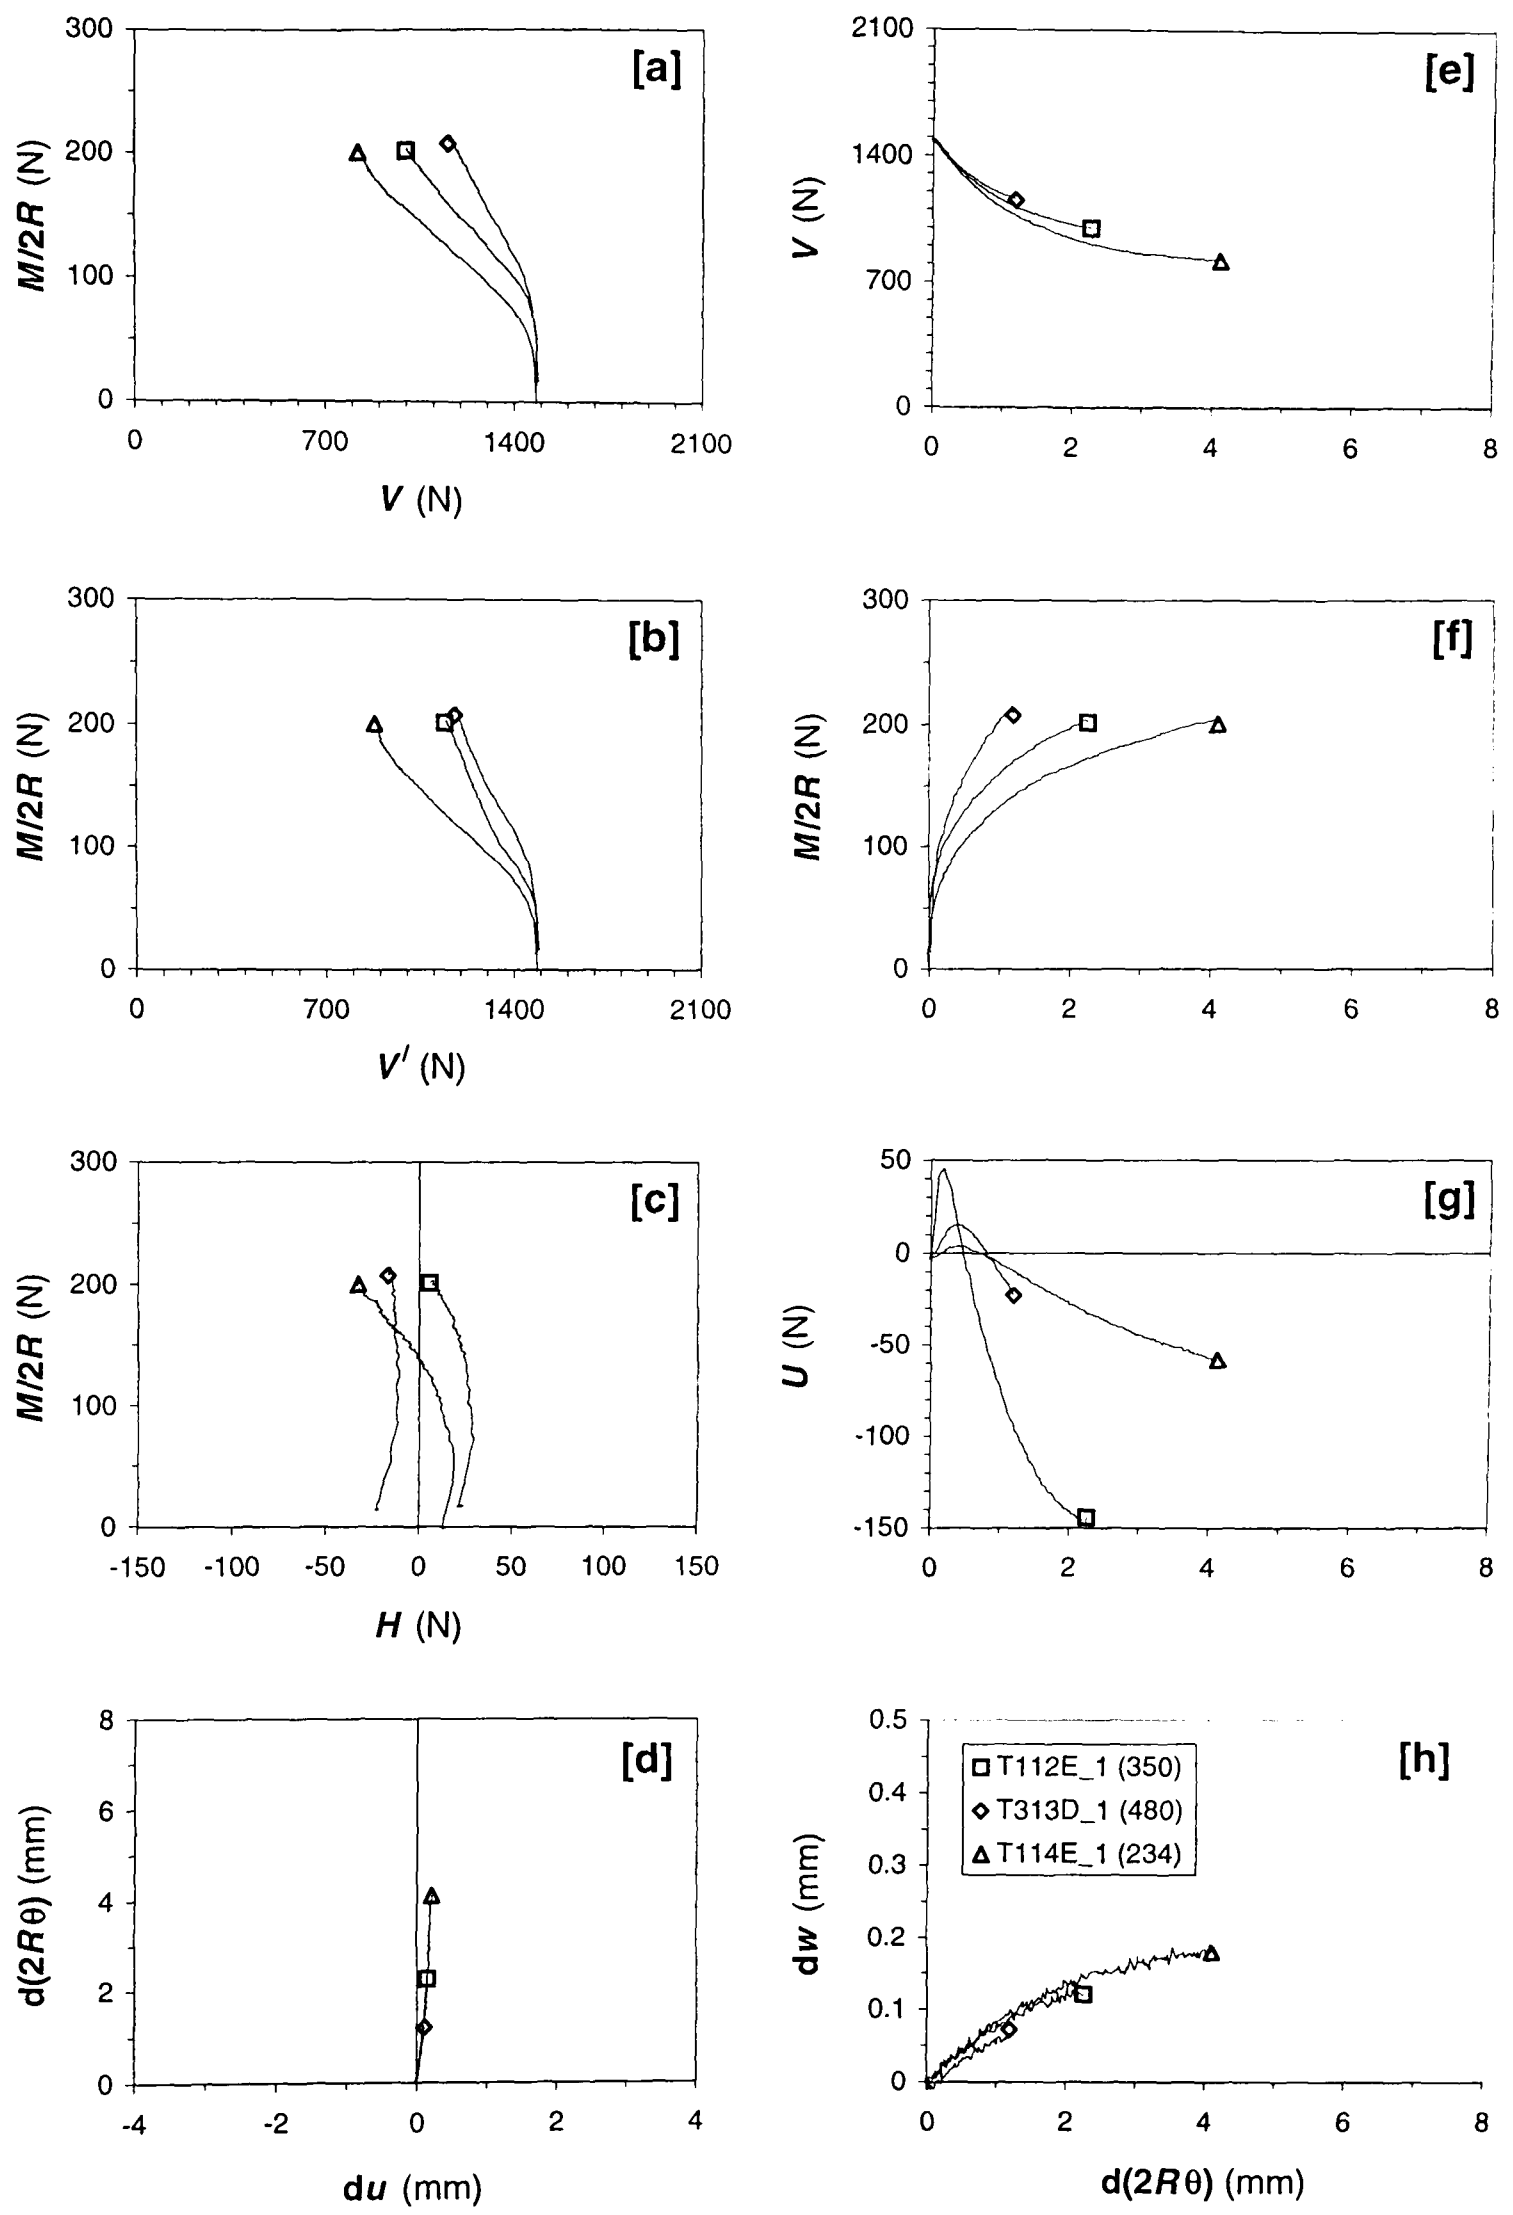 [a]
300
200
100
0
M/2R (N)
0 700 1400 2100
V (N)
[e]
2100
1400
700
0
V (N)
0 2 4 6 8
[b]
300
200
100
0
M/2R (N)
0 700 1400 2100
V' (N)
[f]
300
200
100
0
M/2R (N)
0 2 4 6 8
[c]
300
200
100
0
M/2R (N)
-150 -100 -50 0 50 100 150
H (N)
[g]
50
0
-50
-100
-150
U (N)
0 2 4 6 8
[d]
8
6
4
2
0
d(2Rθ) (mm)
-4 -2 0 2 4
du (mm)
[h]
0.5
0.4
0.3
0.2
0.1
0
dw (mm)
T112E_1 (350)
T313D_1 (480)
T114E_1 (234)
0 2 4 6 8
d(2Rθ) (mm)